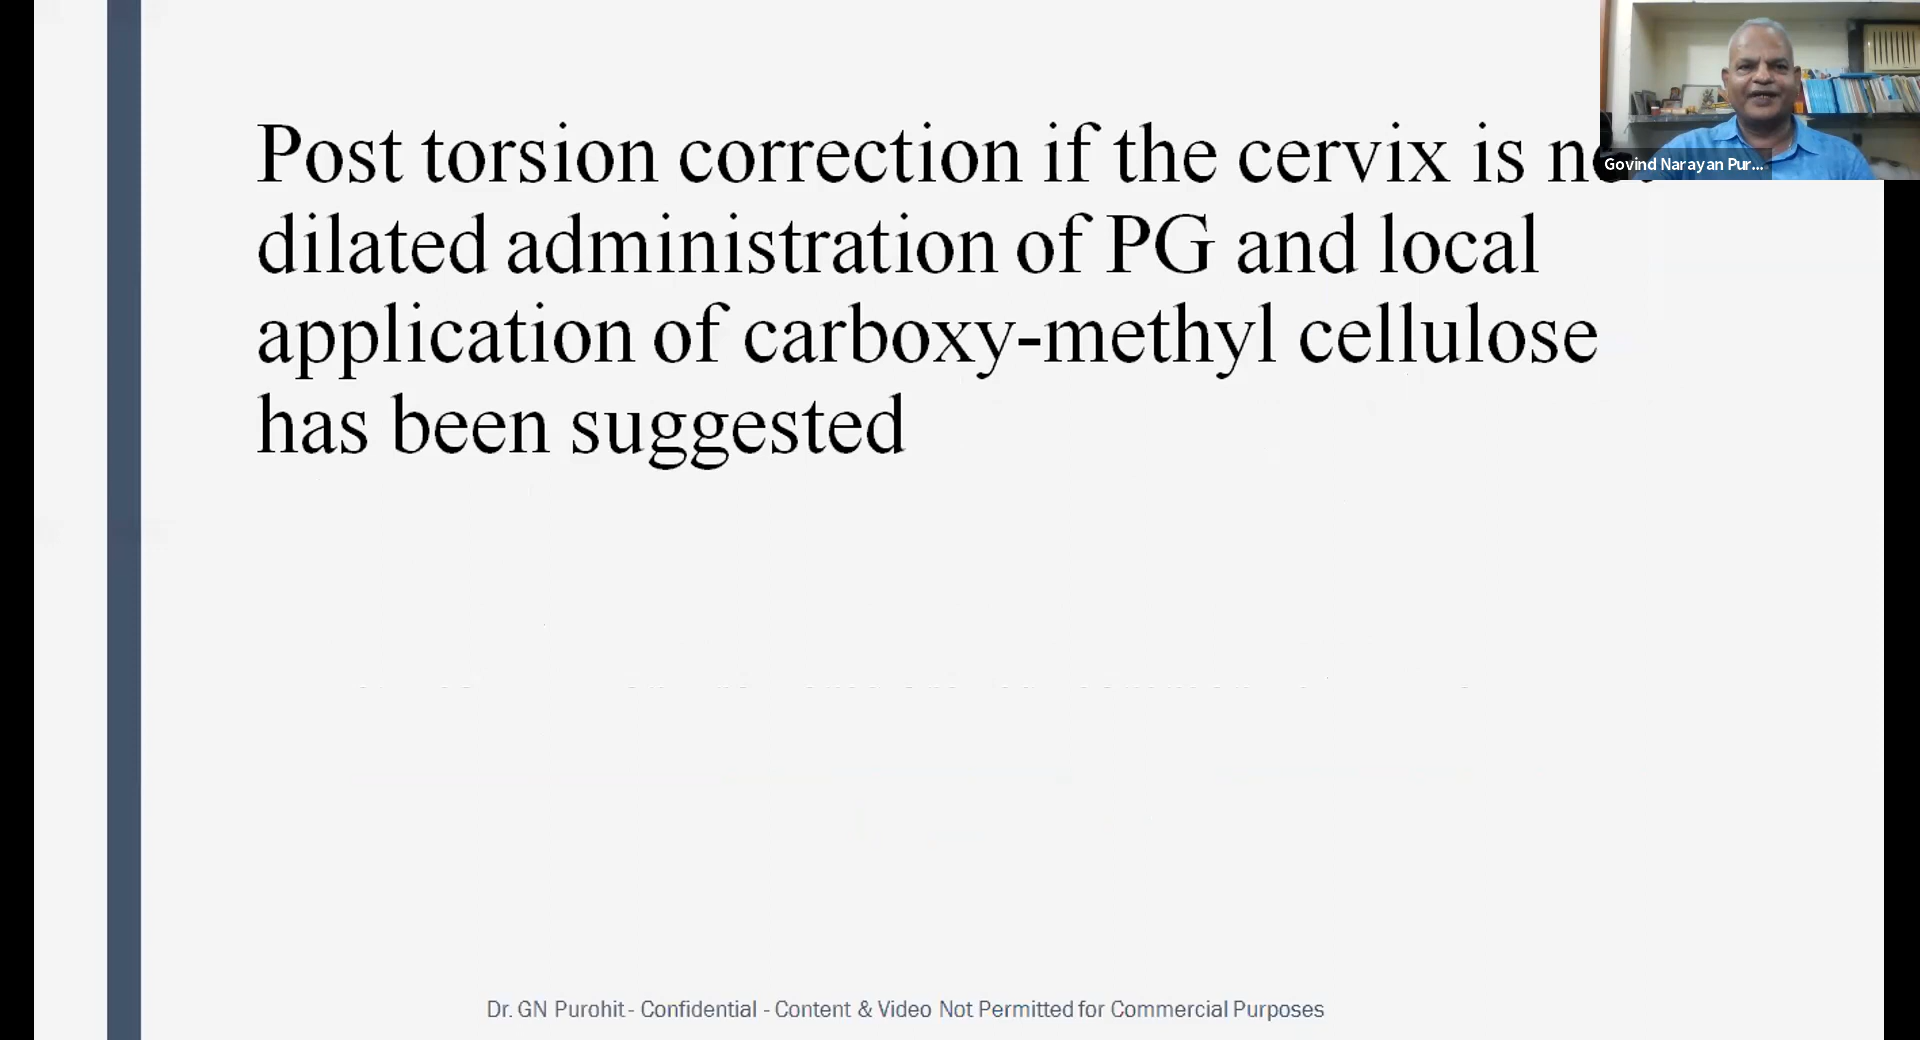 Post torsion correction if the cervix is
dilated administration of PG and local
application of carboxy-methyl cellulose
has been suggested
Govind Narayan Pur...
Dr. GN Purohit - Confidential - Content & Video Not Permitted for Commercial Purposes